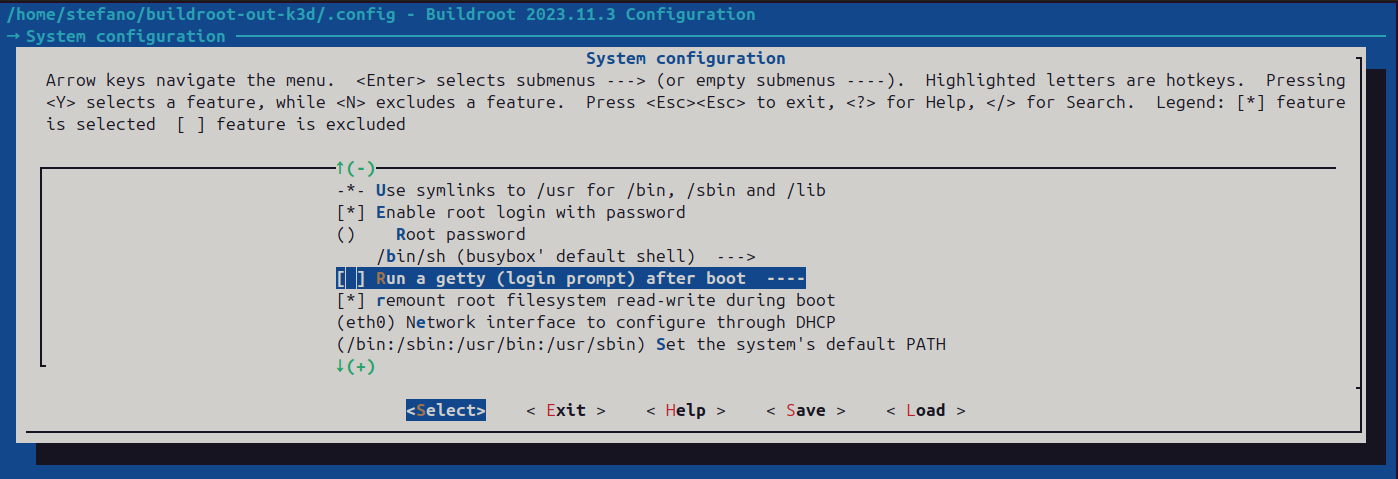 /home/stefano/buildroot-out-k3d/.config - Buildroot 2023.11.3 Configuration
→ System configuration
System configuration
Arrow keys navigate the menu.  <Enter> selects submenus ---> (or empty submenus ----).  Highlighted letters are hotkeys.  Pressing
<Y> selects a feature, while <N> excludes a feature.  Press <Esc><Esc> to exit, <?> for Help, </> for Search.  Legend: [*] feature
is selected  [ ] feature is excluded
↑(-)
-*- Use symlinks to /usr for /bin, /sbin and /lib
[*] Enable root login with password
()    Root password
/bin/sh (busybox' default shell)  --->
[ ] Run a getty (login prompt) after boot  ----
[*] remount root filesystem read-write during boot
(eth0) Network interface to configure through DHCP
(/bin:/sbin:/usr/bin:/usr/sbin) Set the system's default PATH
↓(+)
<Select>    < Exit >    < Help >    < Save >    < Load >